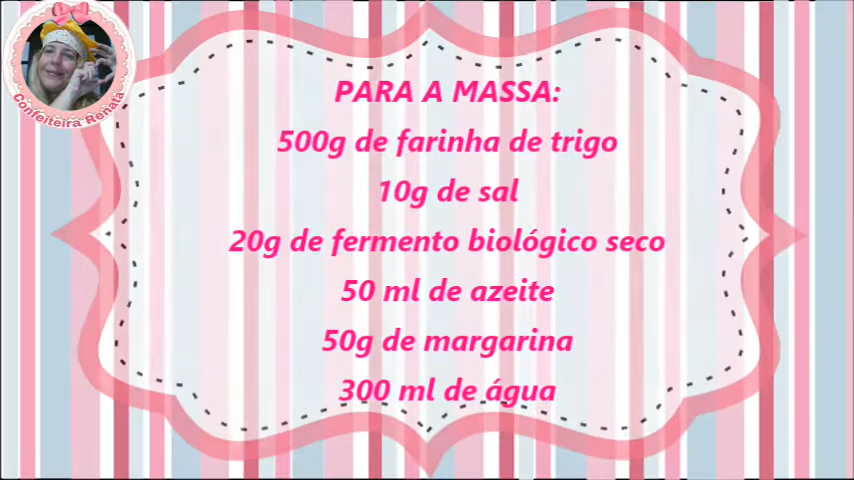 Confeiteira Renata
PARA A MASSA:
500g de farinha de trigo
10g de sal
20g de fermento biológico seco
50 ml de azeite
50g de margarina
300 ml de água